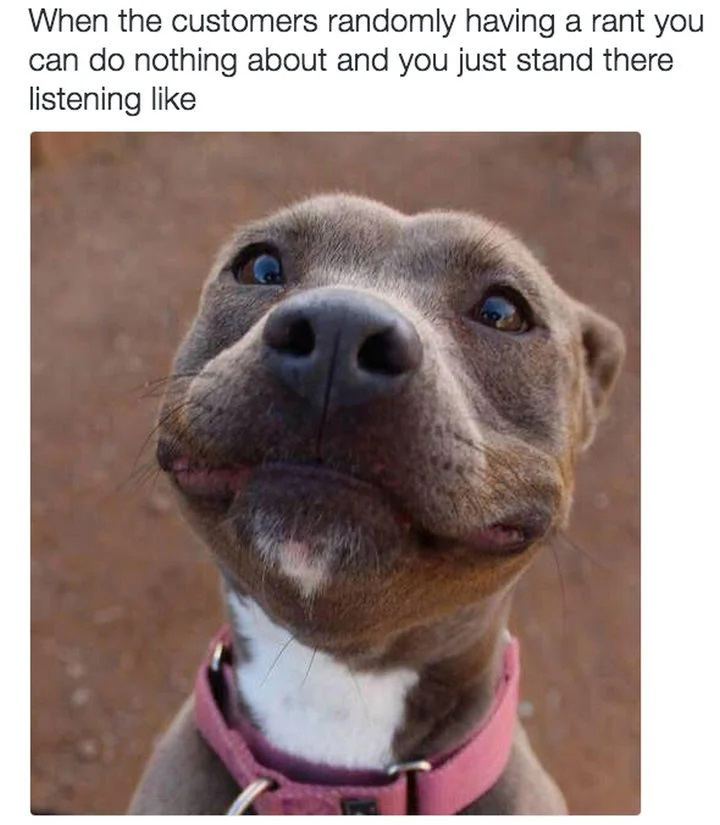 When the customers randomly having a rant you
can do nothing about and you just stand there
listening like